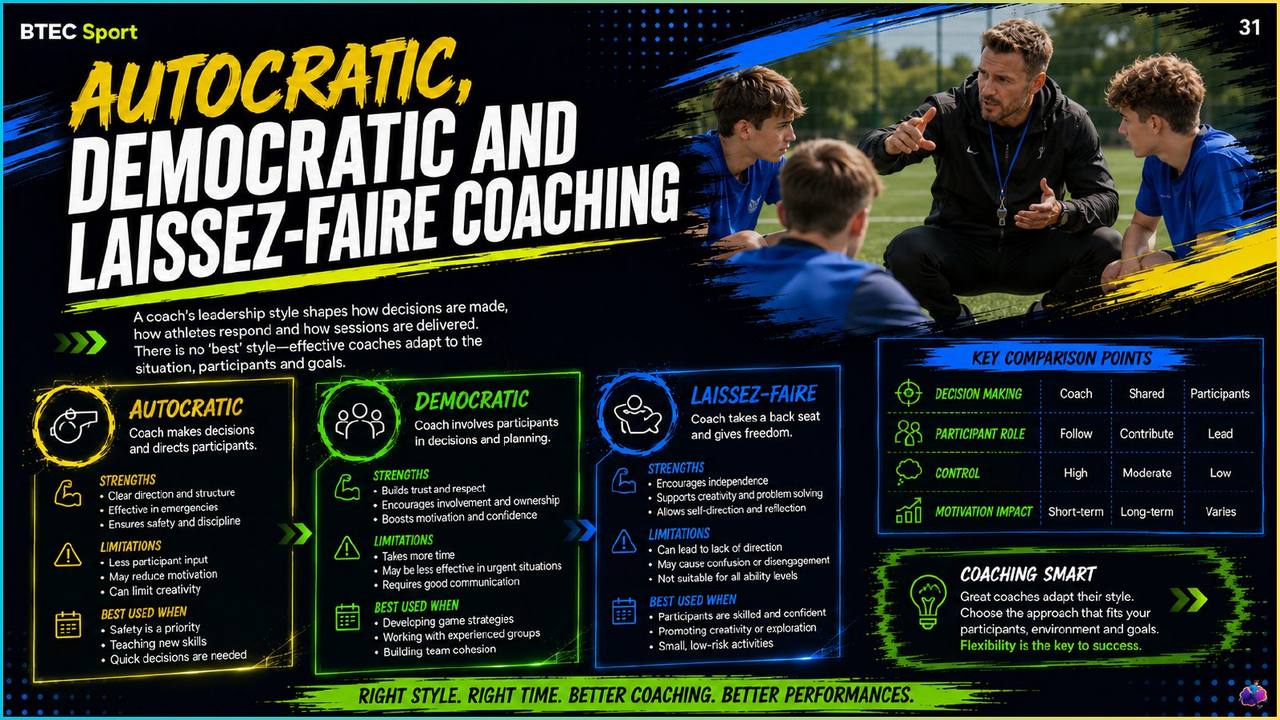 BTEC Sport
31
AUTOCRATIC,
DEMOCRATIC AND
LAISSEZ-FAIRE COACHING
A coach's leadership style shapes how decisions are made,
how athletes respond and how sessions are delivered.
There is no 'best' style—effective coaches adapt to the
situation, participants and goals.
AUTOCRATIC
Coach makes decisions
and directs participants.
STRENGTHS
• Clear direction and structure
• Effective in emergencies
• Ensures safety and discipline
LIMITATIONS
• Less participant input
• May reduce motivation
• Can limit creativity
BEST USED WHEN
• Safety is a priority
• Teaching new skills
• Quick decisions are needed
DEMOCRATIC
Coach involves participants
in decisions and planning.
STRENGTHS
• Builds trust and respect
• Encourages involvement and ownership
• Boosts motivation and confidence
LIMITATIONS
• Takes more time
• May be less effective in urgent situations
• Requires good communication
BEST USED WHEN
• Developing game strategies
• Working with experienced groups
• Building team cohesion
LAISSEZ-FAIRE
Coach takes a back seat
and gives freedom.
STRENGTHS
• Encourages independence
• Supports creativity and problem solving
• Allows self-direction and reflection
LIMITATIONS
• Can lead to lack of direction
• May cause confusion or disengagement
• Not suitable for all ability levels
BEST USED WHEN
• Participants are skilled and confident
• Promoting creativity or exploration
• Small, low-risk activities
KEY COMPARISON POINTS
DECISION MAKING Coach Shared Participants
PARTICIPANT ROLE Follow Contribute Lead
CONTROL High Moderate Low
MOTIVATION IMPACT Short-term Long-term Varies
COACHING SMART
Great coaches adapt their style.
Choose the approach that fits your
participants, environment and goals.
Flexibility is the key to success.
RIGHT STYLE. RIGHT TIME. BETTER COACHING. BETTER PERFORMANCES.